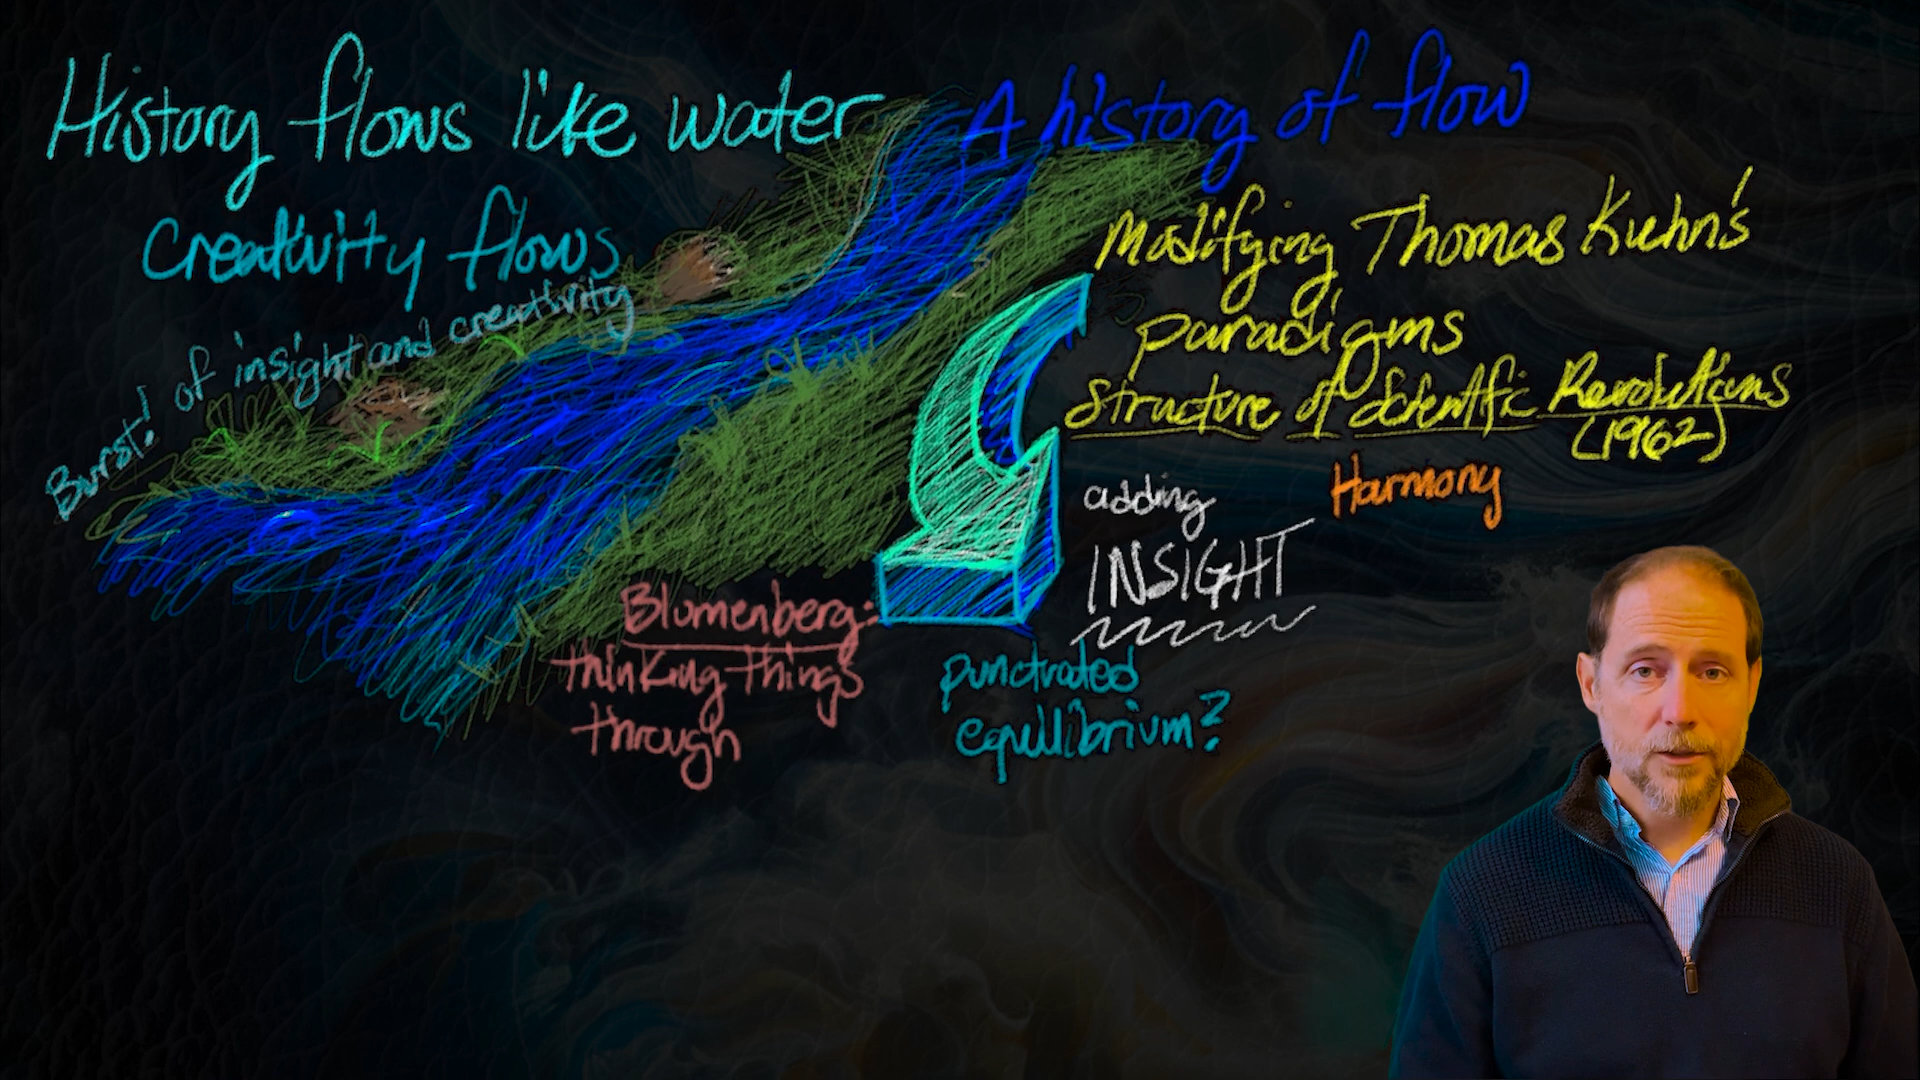 History flows like water
A history of flow
Creativity flows
Burst! of insight and creativity
Modifying Thomas Kuhn's
paradigms
Structure of Scientific Revolutions
(1962)
adding
INSIGHT
Harmony
Blumenberg:
thinking things
through
punctuated
equilibrium?